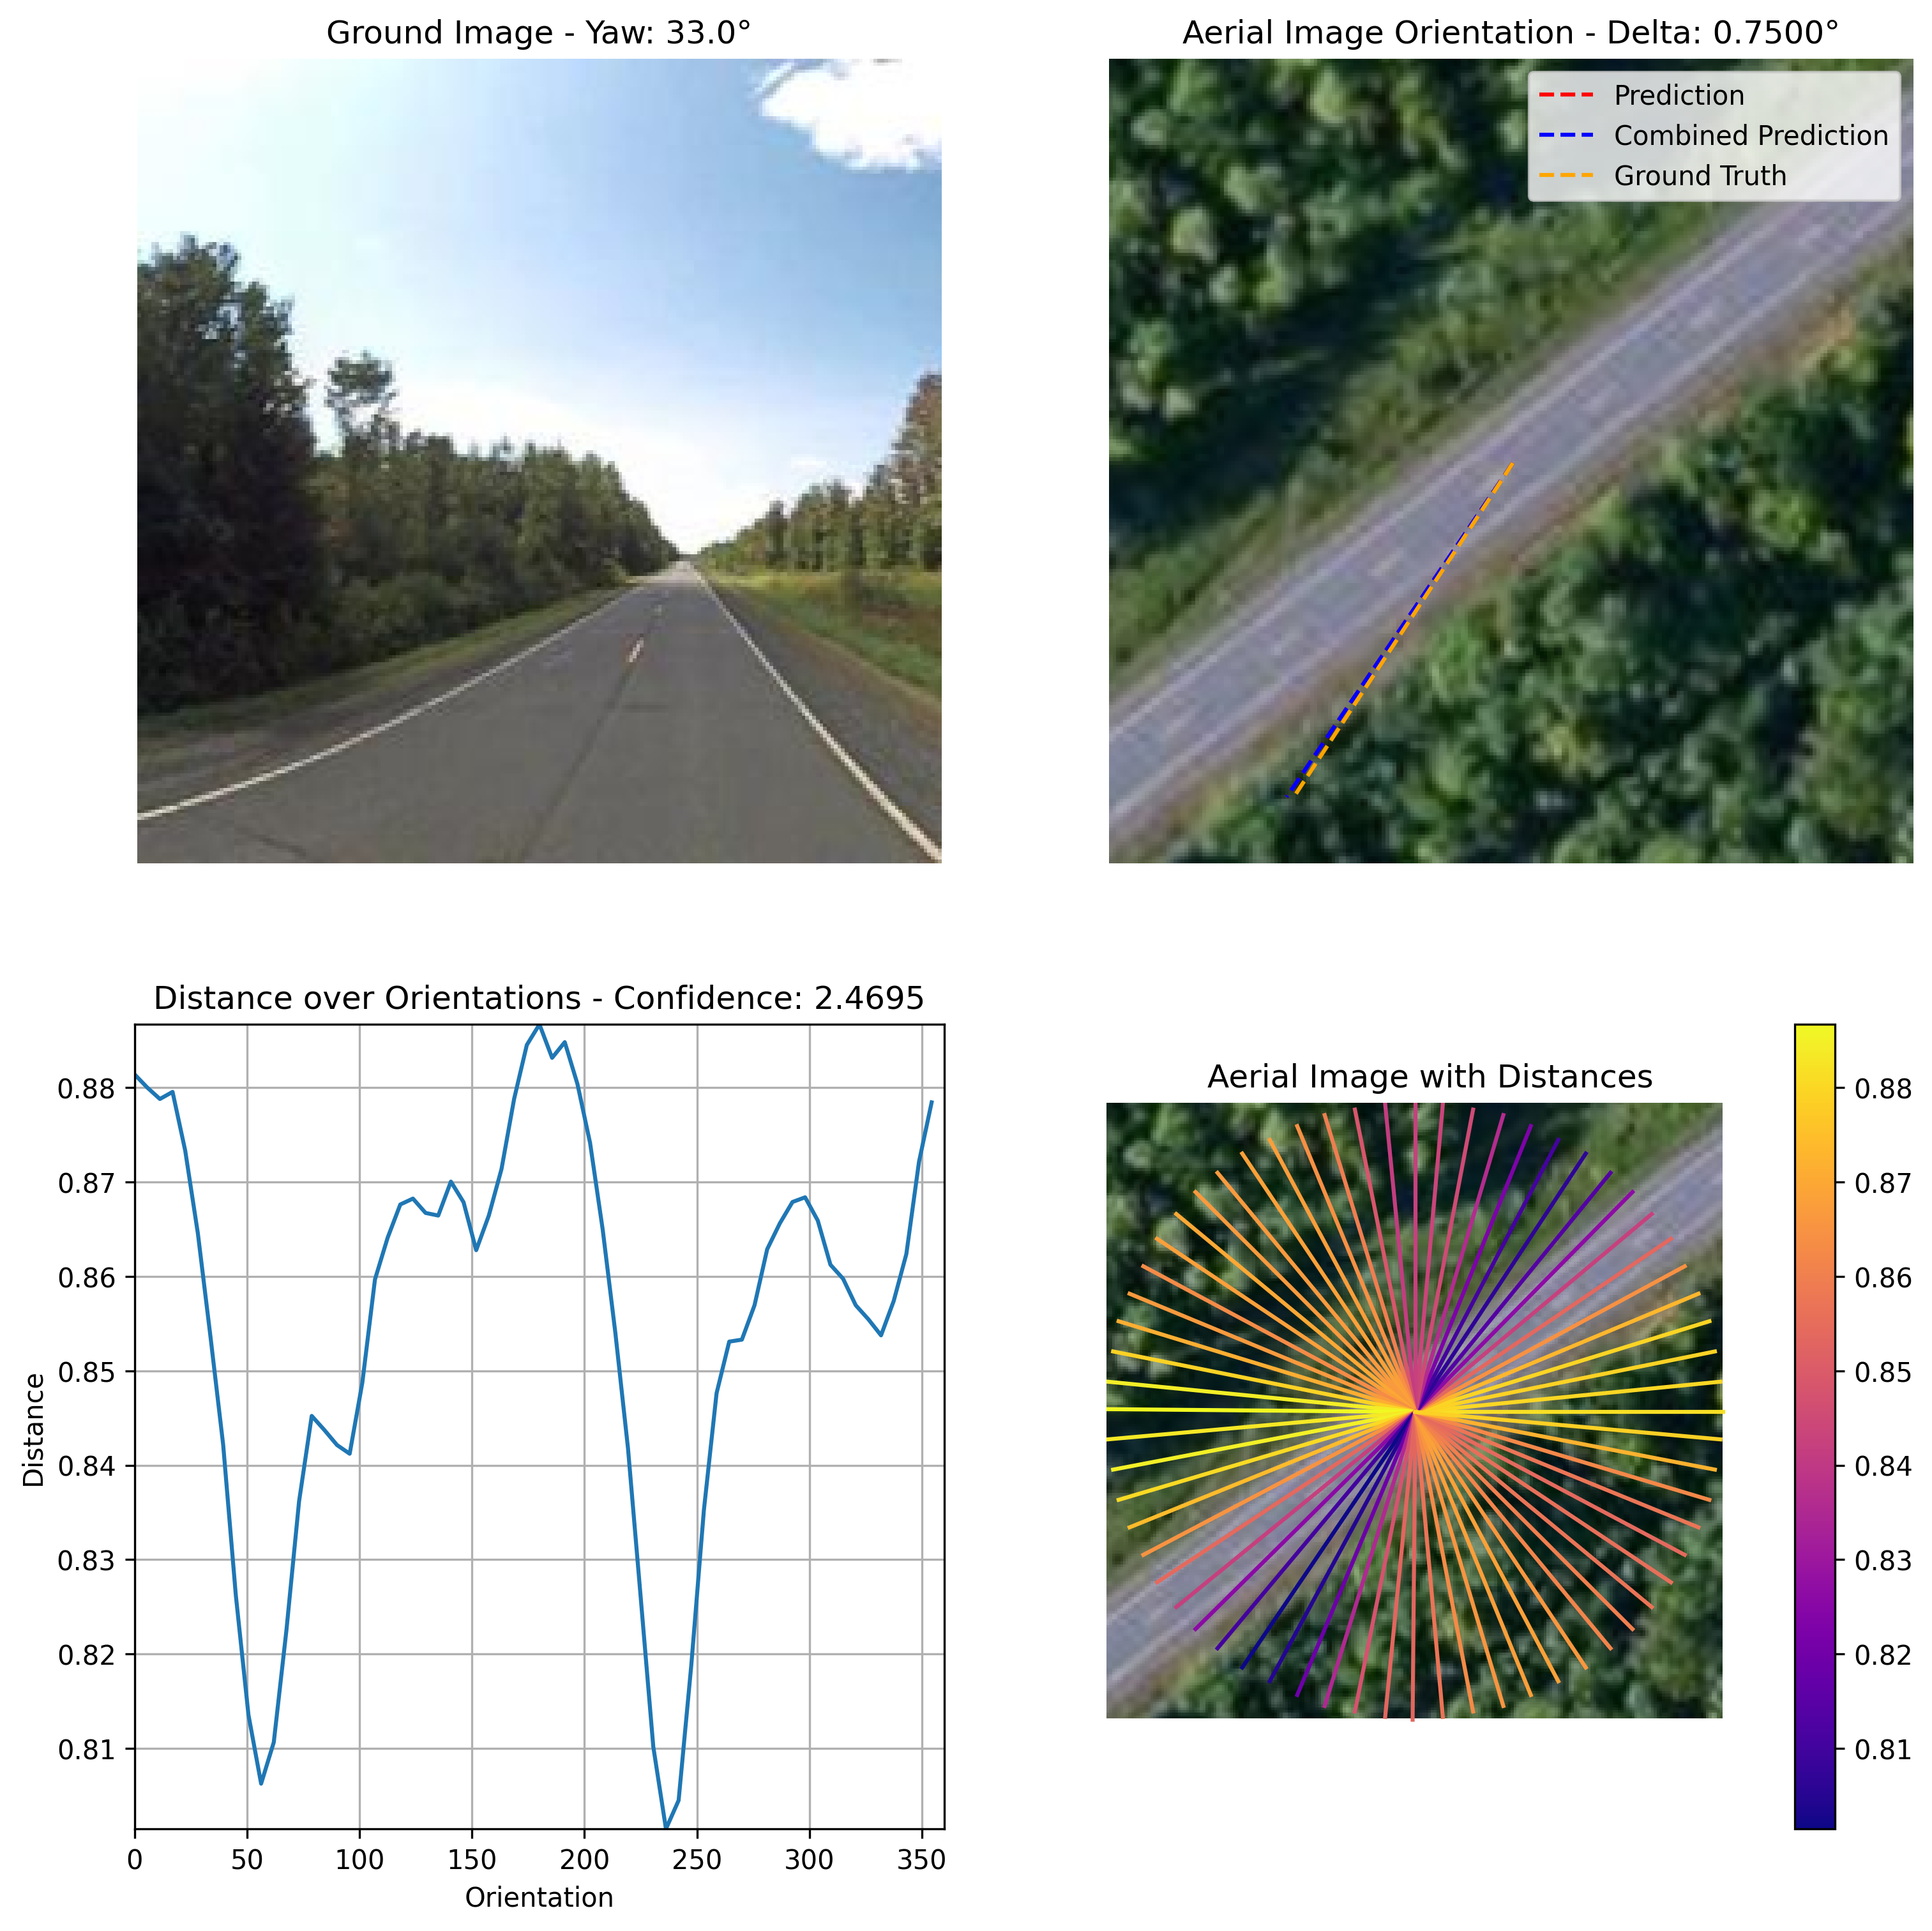 Ground Image - Yaw: 33.0°
Aerial Image Orientation - Delta: 0.7500°
Prediction
Combined Prediction
Ground Truth
Distance over Orientations - Confidence: 2.4695
0.88
0.87
0.86
0.85
0.84
0.83
0.82
0.81
Distance
0 50 100 150 200 250 300 350
Orientation
Aerial Image with Distances
0.88
0.87
0.86
0.85
0.84
0.83
0.82
0.81